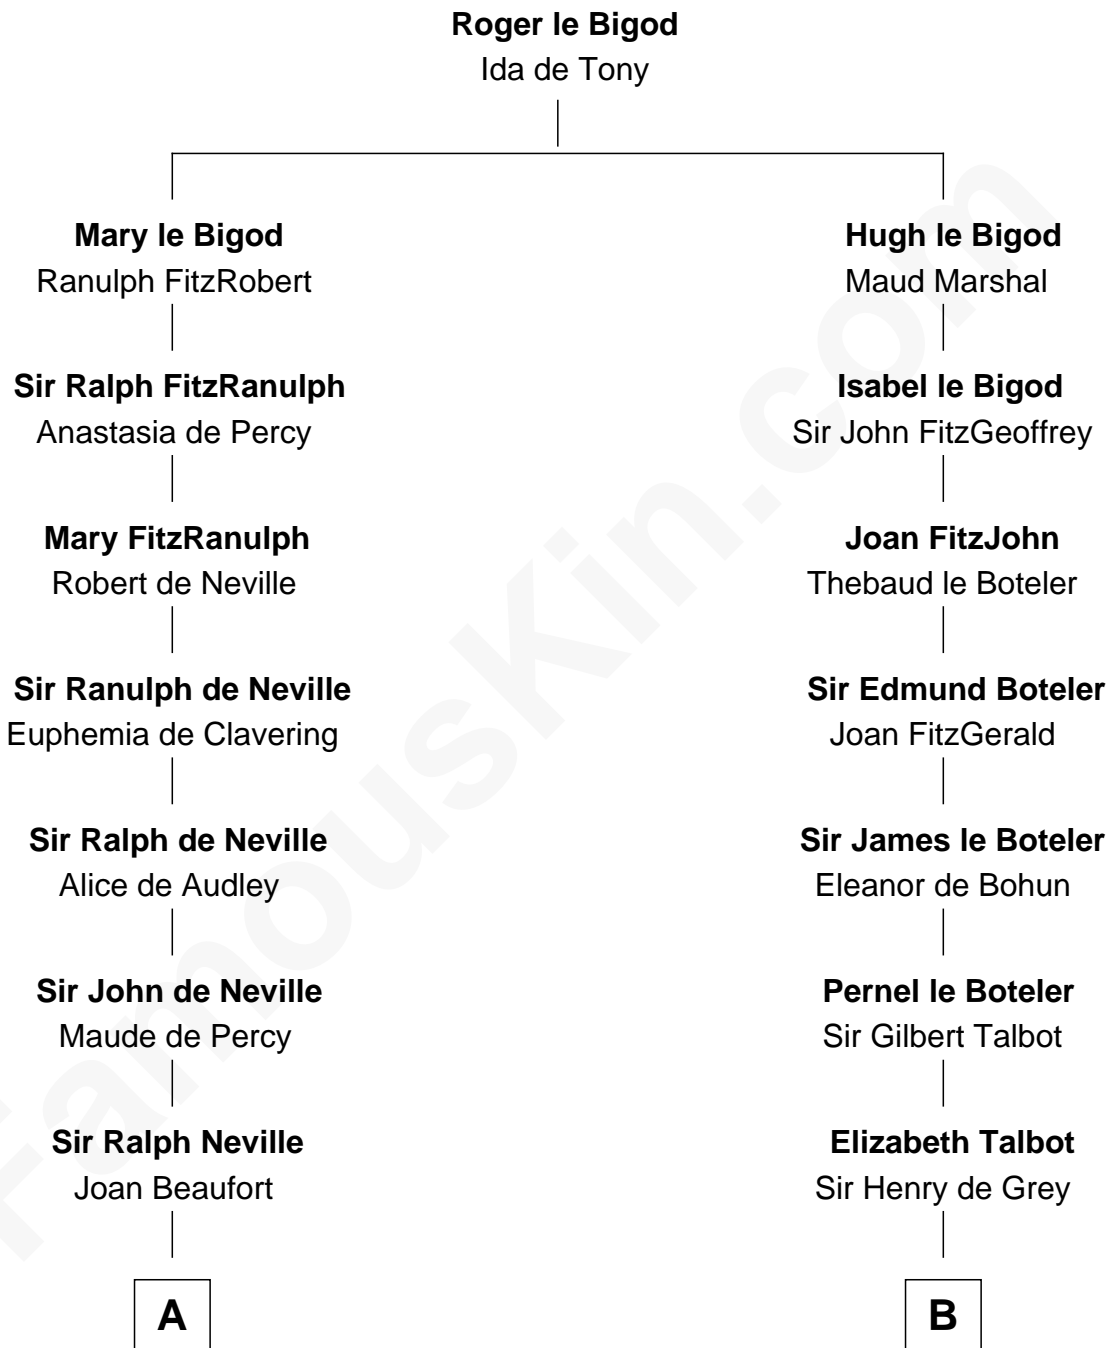 Roger le Bigod
Ida de Tony
Mary le Bigod
Ranulph FitzRobert
Hugh le Bigod
Maud Marshal
Sir Ralph FitzRanulph
Anastasia de Percy
Isabel le Bigod
Sir John FitzGeoffrey
Mary FitzRanulph
Robert de Neville
Joan FitzJohn
Thebaud le Boteler
Sir Ranulph de Neville
Euphemia de Clavering
Sir Edmund Boteler
Joan FitzGerald
Sir Ralph de Neville
Alice de Audley
Sir James le Boteler
Eleanor de Bohun
Sir John de Neville
Maude de Percy
Pernel le Boteler
Sir Gilbert Talbot
Sir Ralph Neville
Joan Beaufort
Elizabeth Talbot
Sir Henry de Grey
A
B
FamousKin.com